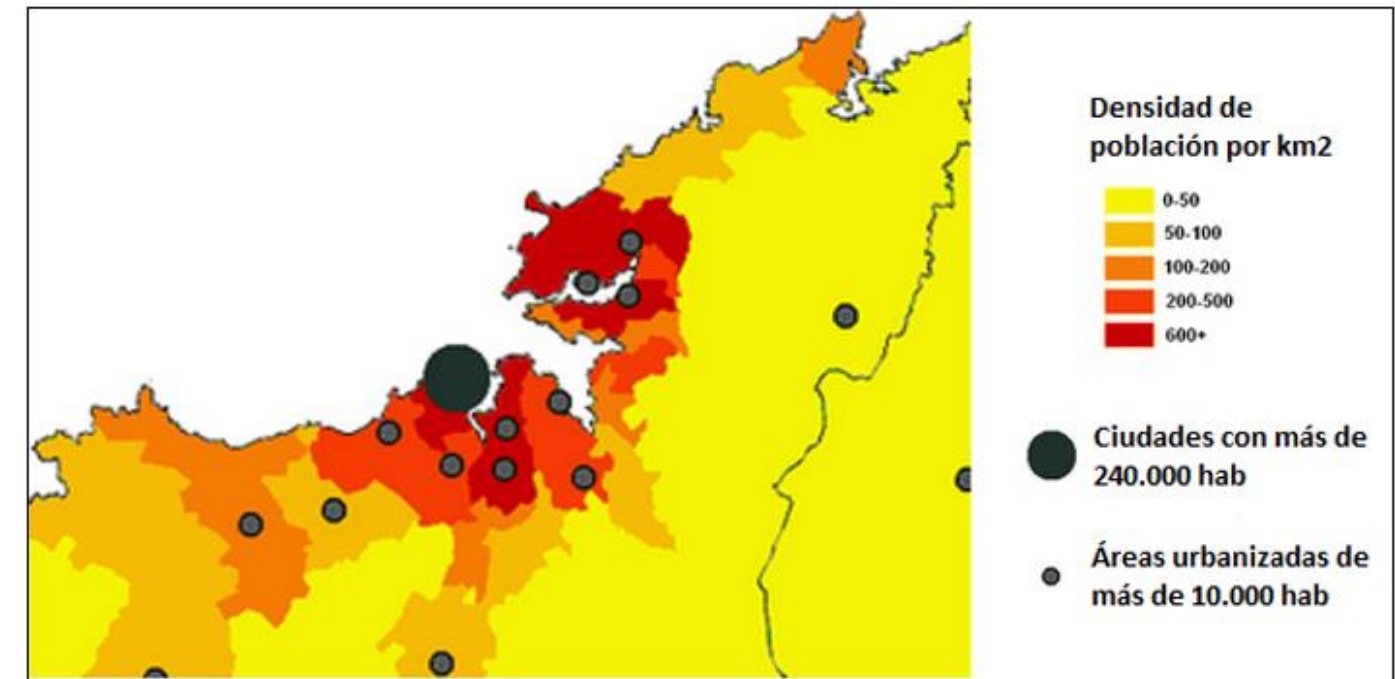 Densidad de
población por km2
0-50
50-100
100-200
200-500
600+
Ciudades con más de
240.000 hab
Áreas urbanizadas de
más de 10.000 hab